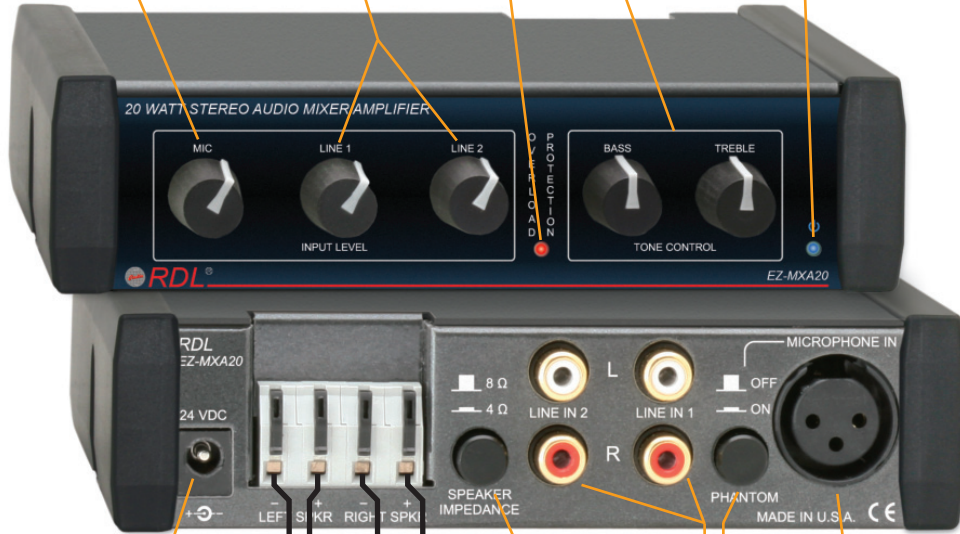 20 WATT STEREO AUDIO MIXER/AMPLIFIER
MIC
LINE 1
LINE 2
INPUT LEVEL
OVERLOAD
PROTECTION
BASS
TREBLE
TONE CONTROL
RDL®
EZ-MXA20
RDL
EZ-MXA20
24 VDC
- + - +
LEFT SPKR RIGHT SPKR
8 Ω
4 Ω
SPEAKER
IMPEDANCE
L
LINE IN 2
LINE IN 1
R
OFF
ON
PHANTOM
MICROPHONE IN
MADE IN U.S.A. CE